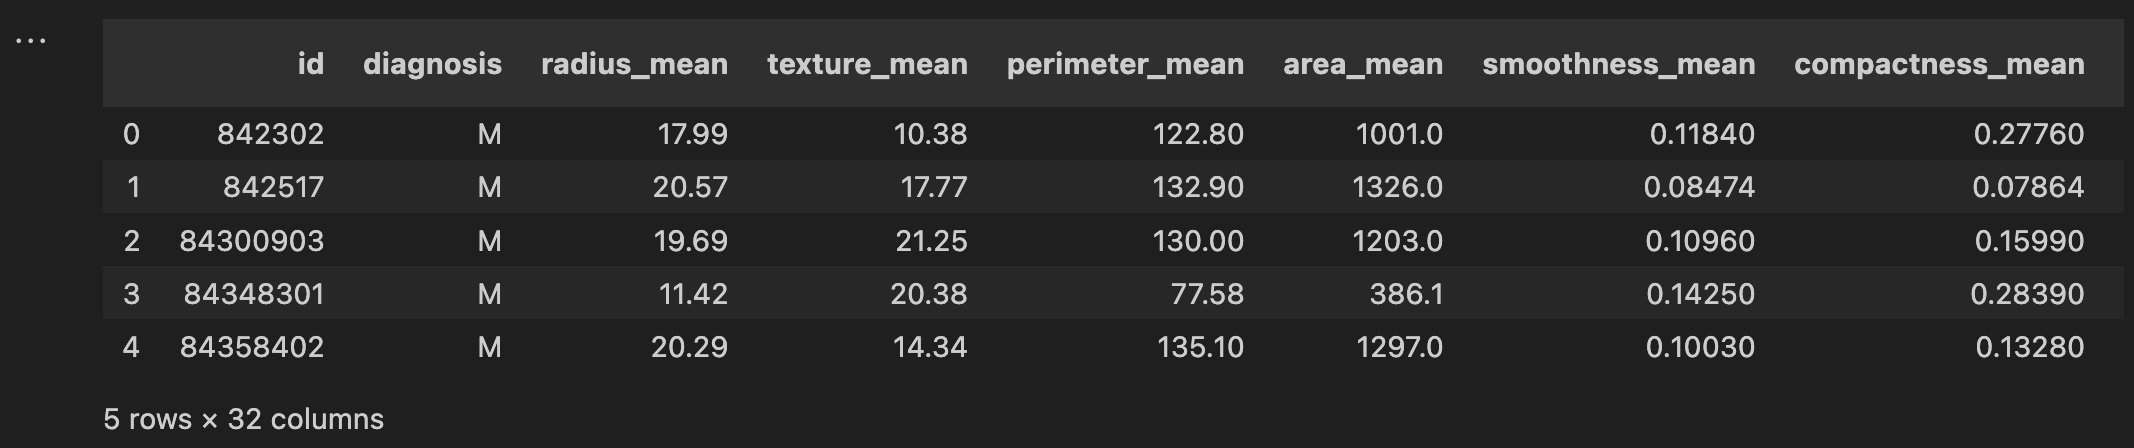 ...
id diagnosis radius_mean texture_mean perimeter_mean area_mean smoothness_mean compactness_mean
0 842302 M 17.99 10.38 122.80 1001.0 0.11840 0.27760
1 842517 M 20.57 17.77 132.90 1326.0 0.08474 0.07864
2 84300903 M 19.69 21.25 130.00 1203.0 0.10960 0.15990
3 84348301 M 11.42 20.38 77.58 386.1 0.14250 0.28390
4 84358402 M 20.29 14.34 135.10 1297.0 0.10030 0.13280
5 rows × 32 columns